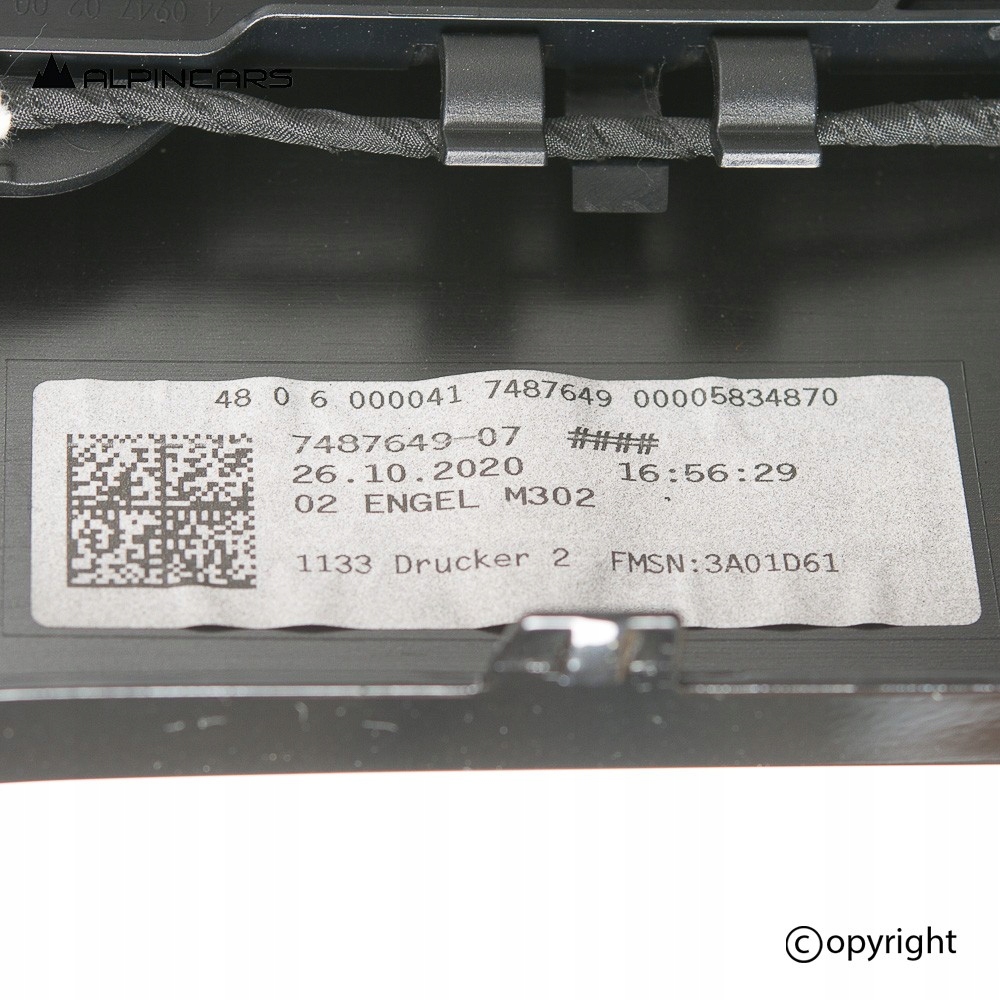 ALPINCARS
48 0 6 000041 7487649 00005834870
7487649-07 ####
26.10.2020 16:56:29
02 ENGEL M302
1133 Drucker 2 FMSN:3A01D61
©opyright